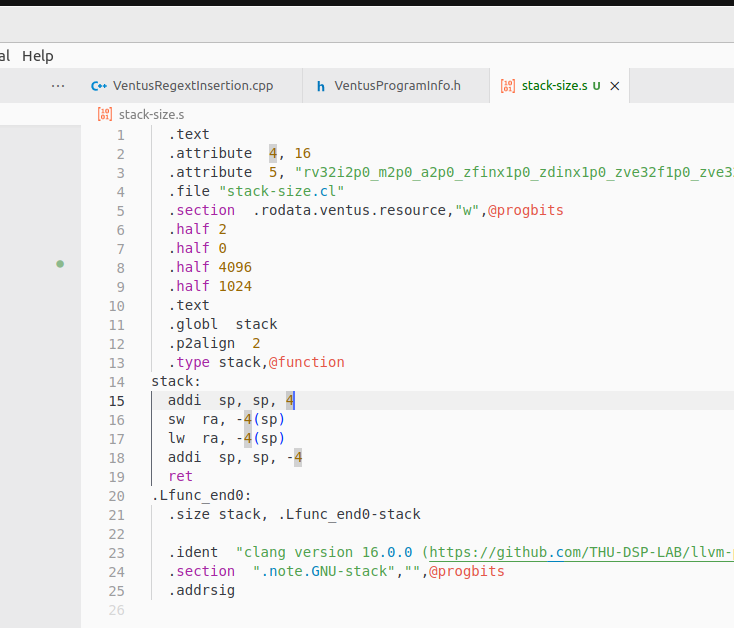 al Help
··· VentusRegextInsertion.cpp VentusProgramInfo.h stack-size.s U ×
stack-size.s
1 .text
2 .attribute 4, 16
3 .attribute 5, "rv32i2p0_m2p0_a2p0_zfinx1p0_zdinx1p0_zve32f1p0_zve32
4 .file "stack-size.cl"
5 .section .rodata.ventus.resource,"w",@progbits
6 .half 2
7 .half 0
8 .half 4096
9 .half 1024
10 .text
11 .globl stack
12 .p2align 2
13 .type stack,@function
14 stack:
15 addi sp, sp, 4
16 sw ra, -4(sp)
17 lw ra, -4(sp)
18 addi sp, sp, -4
19 ret
20 .Lfunc_end0:
21 .size stack, .Lfunc_end0-stack
22
23 .ident "clang version 16.0.0 (https://github.com/THU-DSP-LAB/llvm-p
24 .section ".note.GNU-stack","",@progbits
25 .addrsig
26